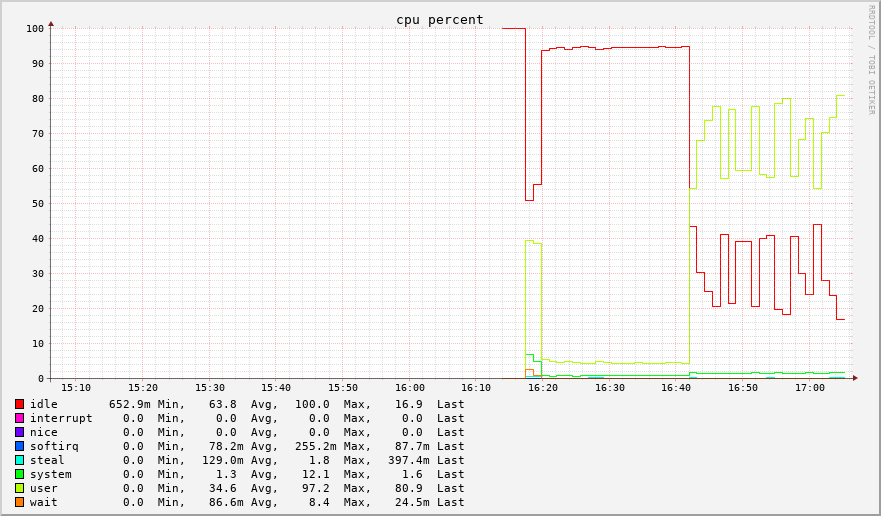 cpu percent
RRDTOOL / TOBI OETIKER
100
90
80
70
60
50
40
30
20
10
0
15:10 15:20 15:30 15:40 15:50 16:00 16:10 16:20 16:30 16:40 16:50 17:00
idle 652.9m Min, 63.8 Avg, 100.0 Max, 16.9 Last
interrupt 0.0 Min, 0.0 Avg, 0.0 Max, 0.0 Last
nice 0.0 Min, 0.0 Avg, 0.0 Max, 0.0 Last
softirq 0.0 Min, 78.2m Avg, 255.2m Max, 87.7m Last
steal 0.0 Min, 129.0m Avg, 1.8 Max, 397.4m Last
system 0.0 Min, 1.3 Avg, 12.1 Max, 1.6 Last
user 0.0 Min, 34.6 Avg, 97.2 Max, 80.9 Last
wait 0.0 Min, 86.6m Avg, 8.4 Max, 24.5m Last